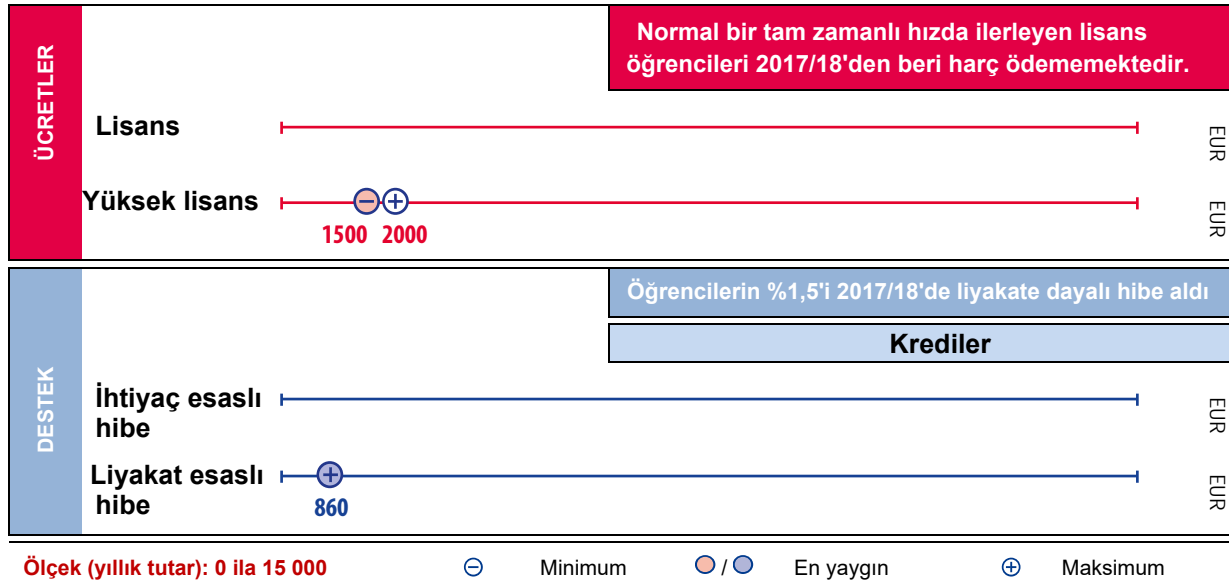 ÜCRETLER
Normal bir tam zamanlı hızda ilerleyen lisans
öğrencileri 2017/18'den beri harç ödememektedir.
Lisans
EUR
Yüksek lisans
EUR
1500 2000
DESTEK
Öğrencilerin %1,5'i 2017/18'de liyakate dayalı hibe aldı
Krediler
İhtiyaç esaslı
hibe
EUR
Liyakat esaslı
hibe
EUR
860
Ölçek (yıllık tutar): 0 ila 15 000
Minimum
/
En yaygın
Maksimum